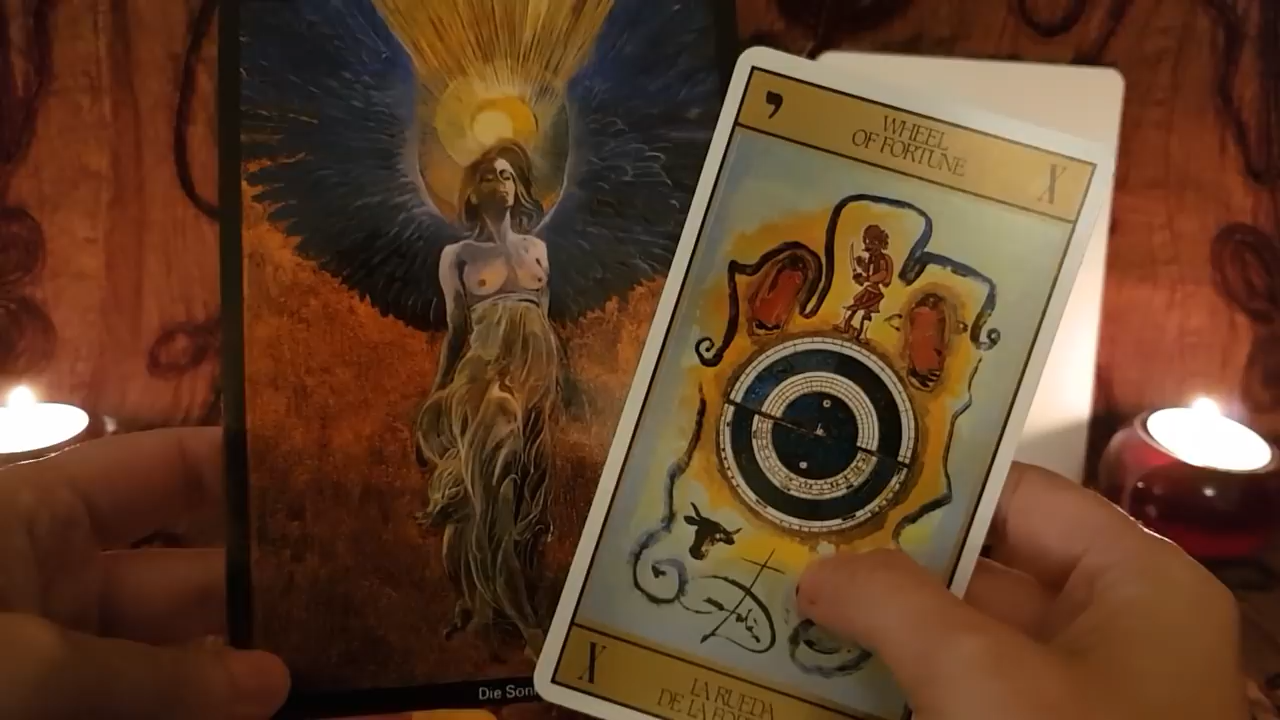 י
WHEEL
OF FORTUNE
X
Die Son
X
LA RUEDA
DE LA